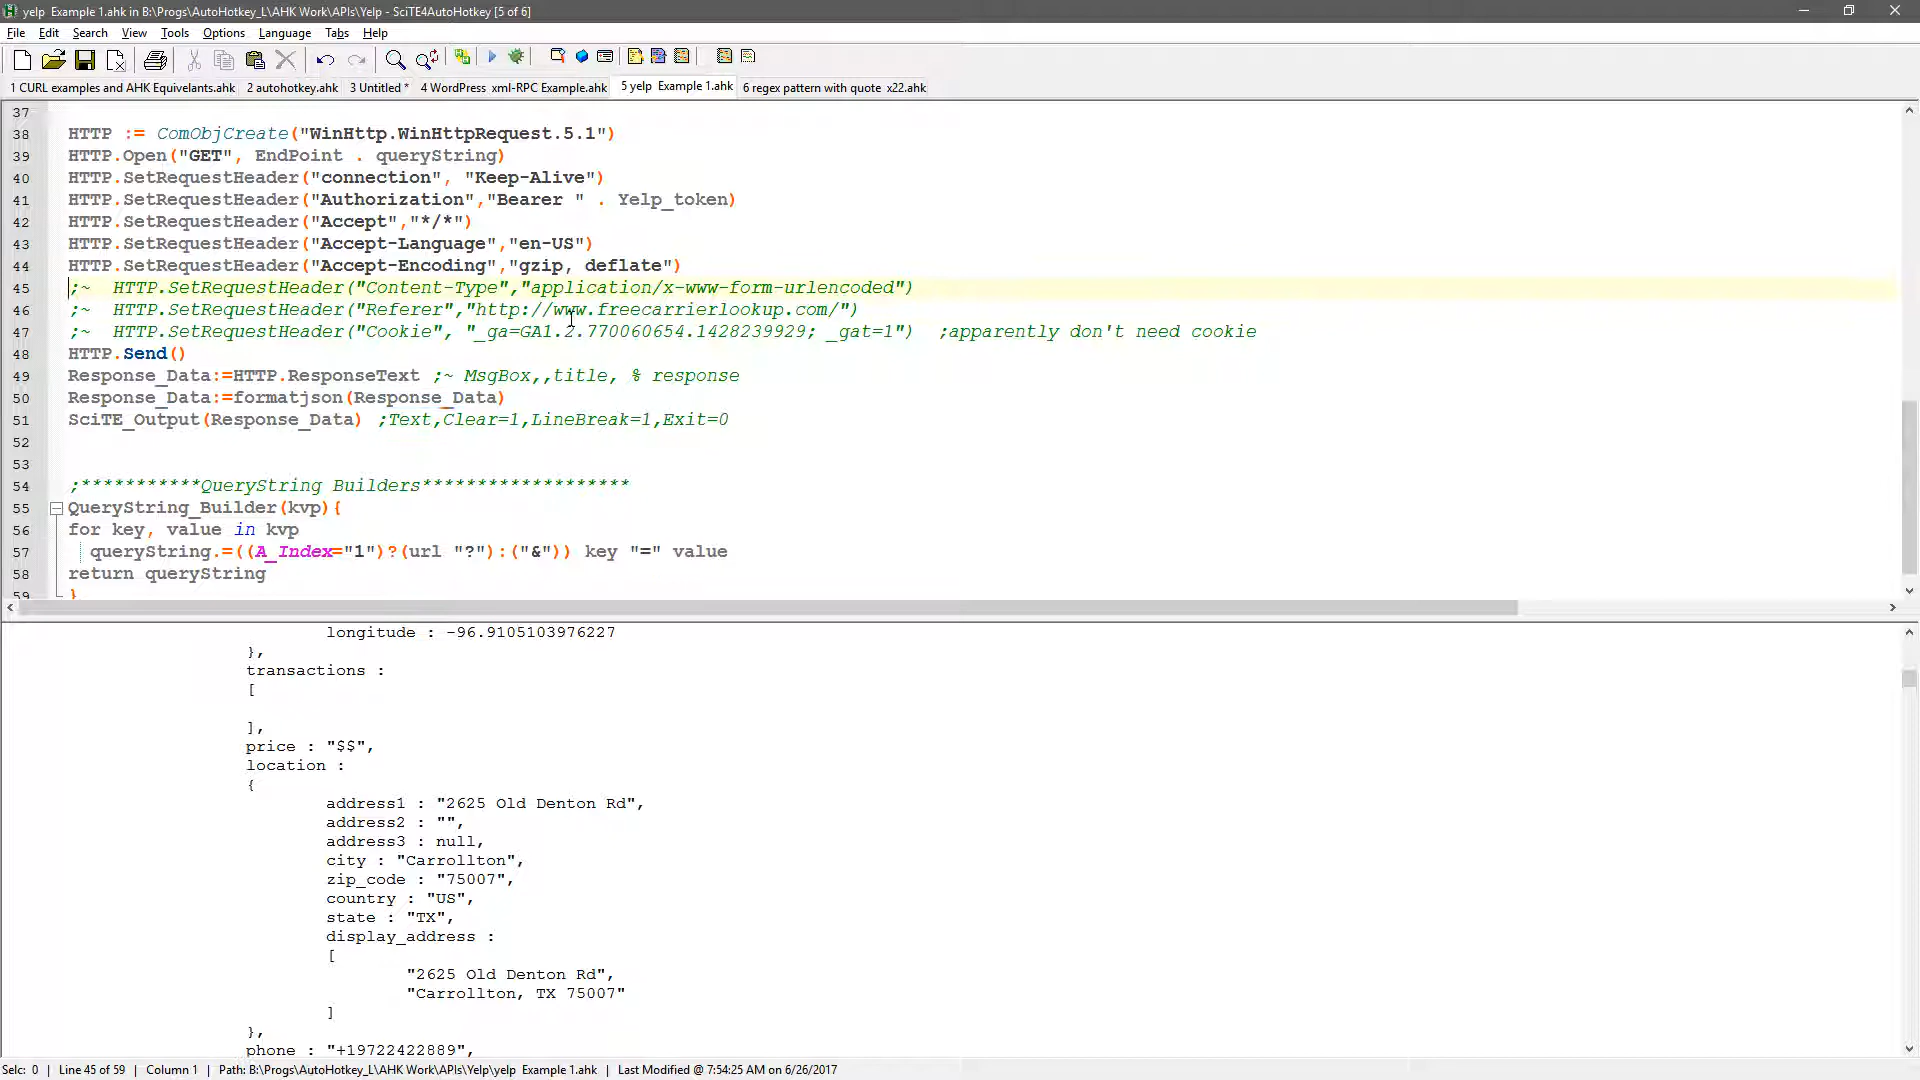 yelp  Example 1.ahk in B:\Progs\AutoHotkey_L\AHK Work\APIs\Yelp - SciTE4AutoHotkey [5 of 6]
File Edit Search View Tools Options Language Tabs Help
1 CURL examples and AHK Equivelants.ahk 2 autohotkey.ahk 3 Untitled * 4 WordPress  xml-RPC Example.ahk 5 yelp  Example 1.ahk 6 regex pattern with quote  x22.ahk
37
38 HTTP := ComObjCreate("WinHttp.WinHttpRequest.5.1")
39 HTTP.Open("GET", EndPoint . queryString)
40 HTTP.SetRequestHeader("connection", "Keep-Alive")
41 HTTP.SetRequestHeader("Authorization","Bearer " . Yelp_token)
42 HTTP.SetRequestHeader("Accept","*/*")
43 HTTP.SetRequestHeader("Accept-Language","en-US")
44 HTTP.SetRequestHeader("Accept-Encoding","gzip, deflate")
45 ;~  HTTP.SetRequestHeader("Content-Type","application/x-www-form-urlencoded")
46 ;~  HTTP.SetRequestHeader("Referer","http://www.freecarrierlookup.com/")
47 ;~  HTTP.SetRequestHeader("Cookie", "_ga=GA1.2.770060654.1428239929; _gat=1")  ;apparently don't need cookie
48 HTTP.Send()
49 Response_Data:=HTTP.ResponseText ;~ MsgBox,,title, % response
50 Response_Data:=formatjson(Response_Data)
51 SciTE_Output(Response_Data) ;Text,Clear=1,LineBreak=1,Exit=0
52
53
54 ;***********QueryString Builders*******************
55 QueryString_Builder(kvp){
56 for key, value in kvp
57 queryString.=((A_Index="1")?(url "?"):("&")) key "=" value
58 return queryString
59 }
longitude : -96.9105103976227
},
transactions :
[
],
price : "$$",
location :
{
address1 : "2625 Old Denton Rd",
address2 : "",
address3 : null,
city : "Carrollton",
zip_code : "75007",
country : "US",
state : "TX",
display_address :
[
"2625 Old Denton Rd",
"Carrollton, TX 75007"
]
},
phone : "+19722422889",
Selc: 0 | Line 45 of 59 | Column 1 | Path: B:\Progs\AutoHotkey_L\AHK Work\APIs\Yelp\yelp  Example 1.ahk | Last Modified @ 7:54:25 AM on 6/26/2017